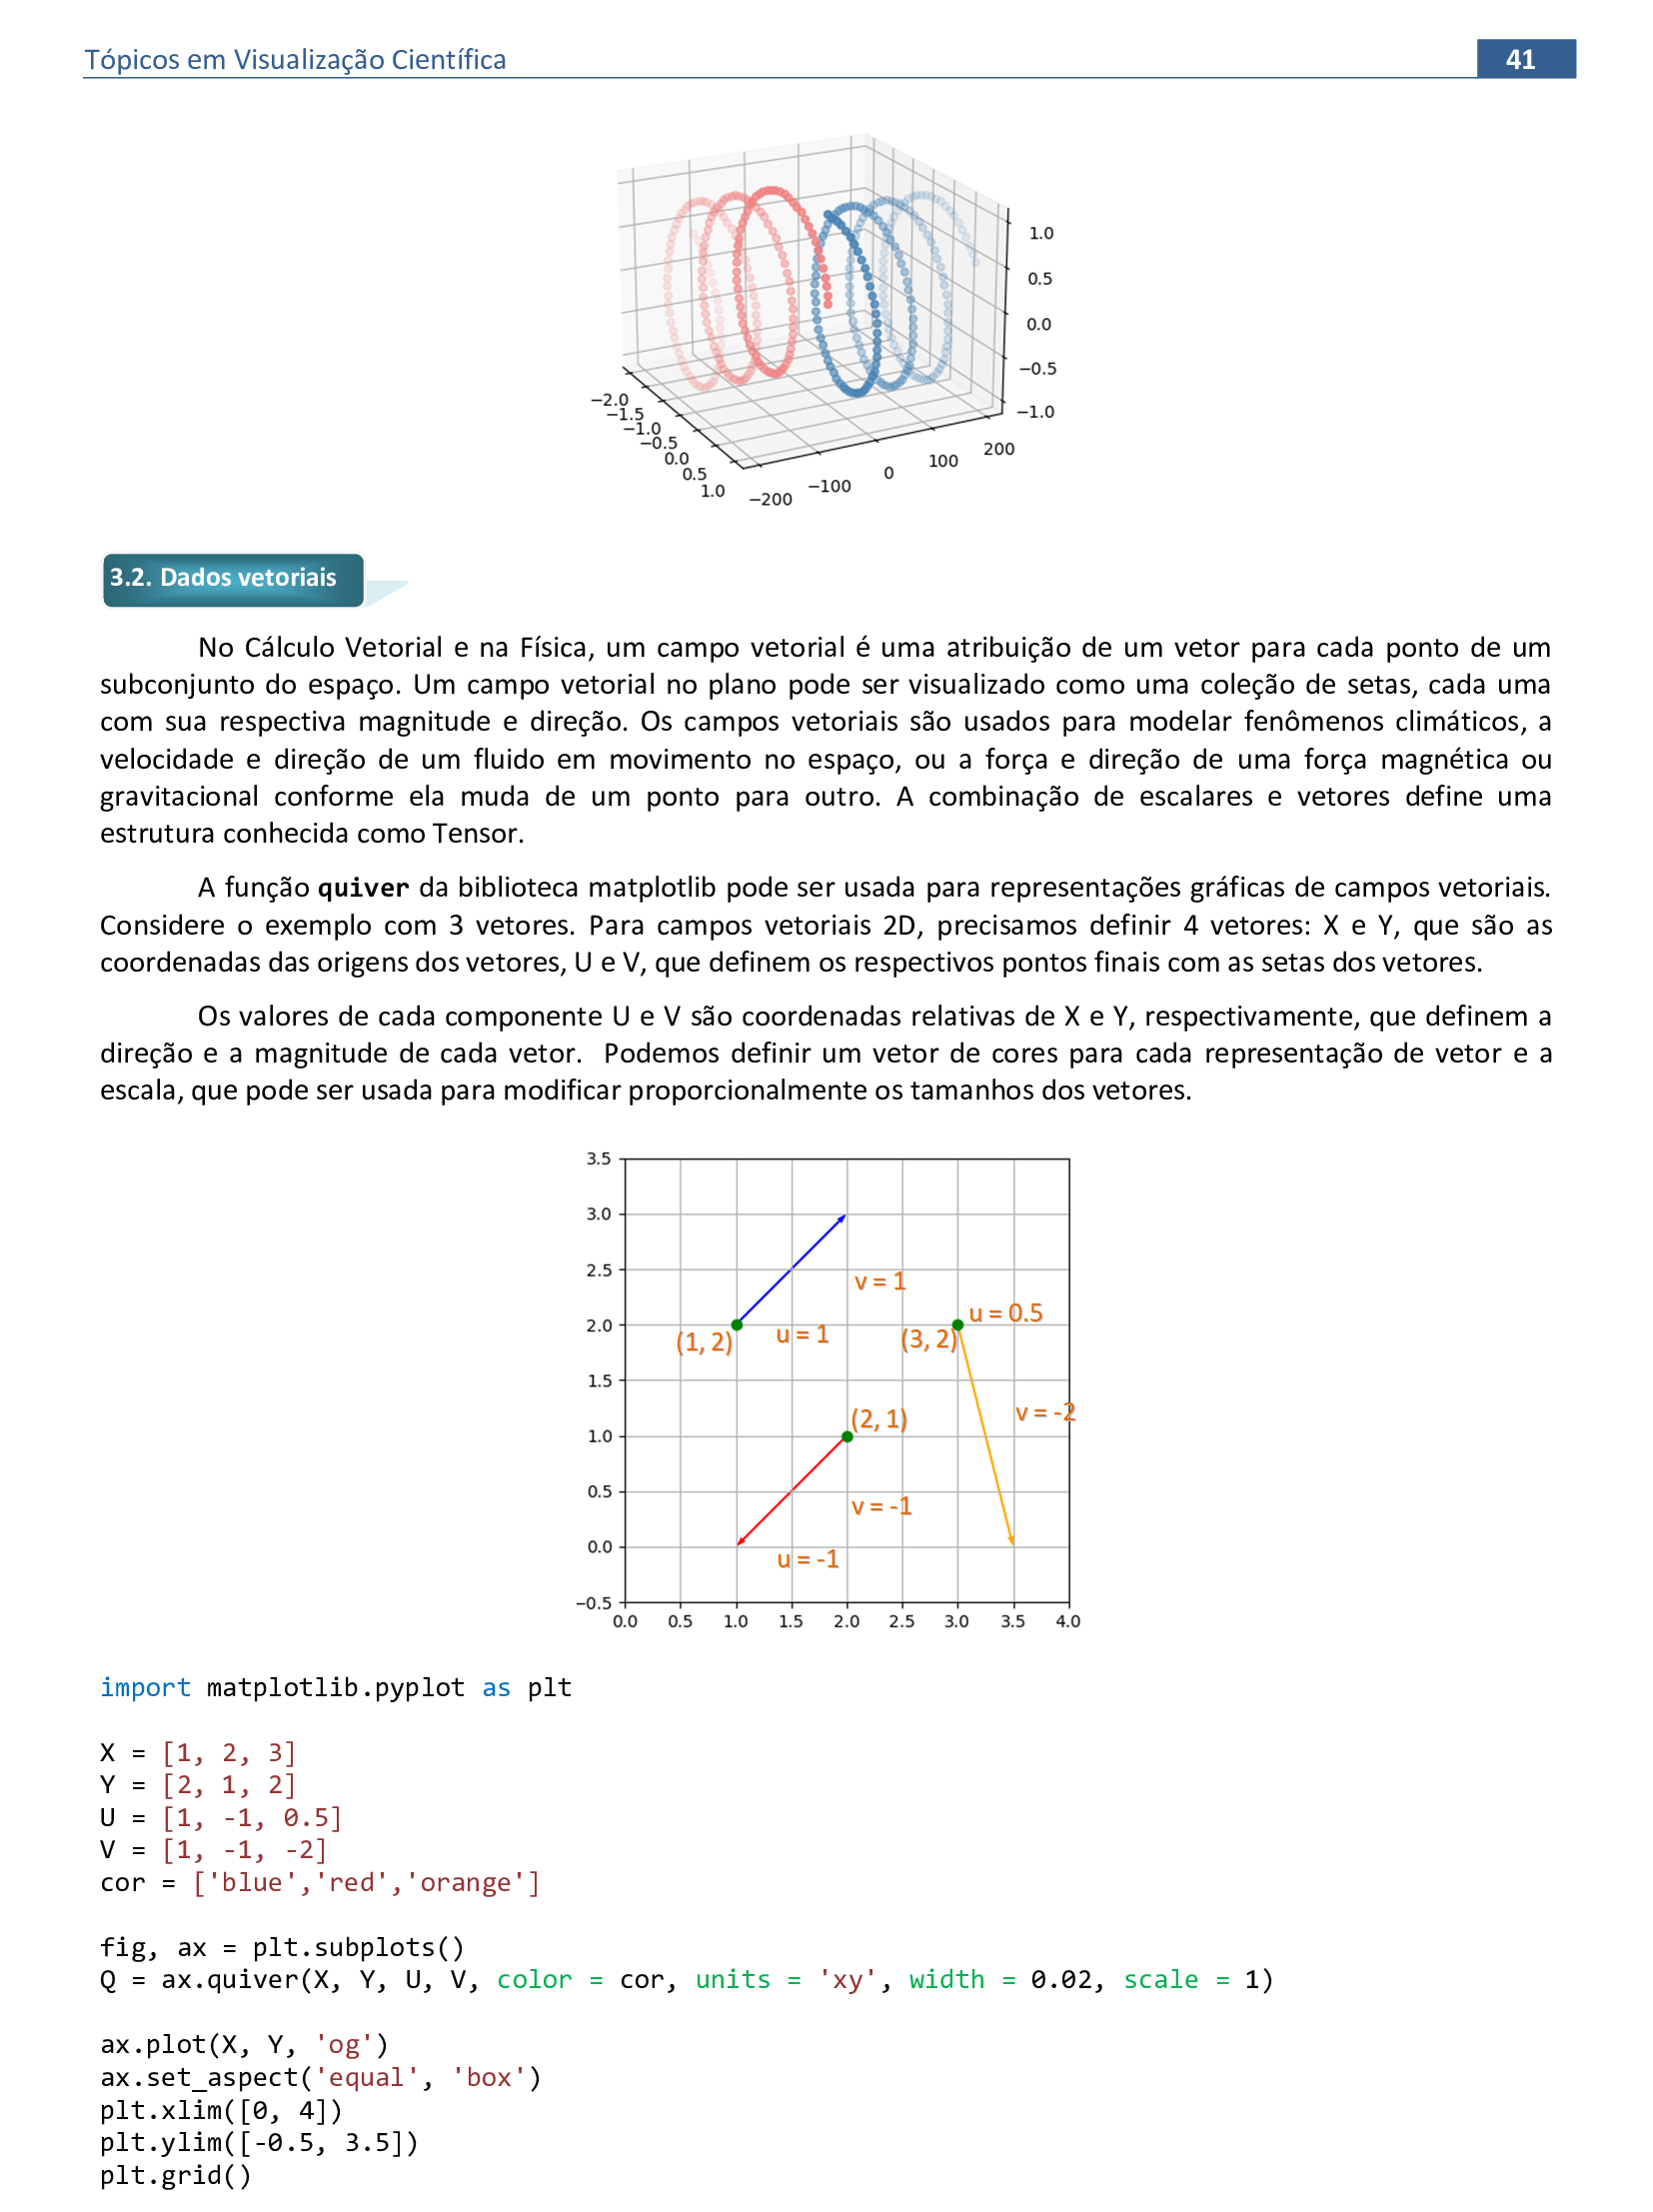 Tópicos em Visualização Científica
41
1.0
0.5
0.0
−0.5
−1.0
−2.0
−1.5
−1.0
−0.5
0.0
0.5
1.0
−200
−100
0
100
200
3.2. Dados vetoriais
No Cálculo Vetorial e na Física, um campo vetorial é uma atribuição de um vetor para cada ponto de um
subconjunto do espaço. Um campo vetorial no plano pode ser visualizado como uma coleção de setas, cada uma
com sua respectiva magnitude e direção. Os campos vetoriais são usados para modelar fenômenos climáticos, a
velocidade e direção de um fluido em movimento no espaço, ou a força e direção de uma força magnética ou
gravitacional conforme ela muda de um ponto para outro. A combinação de escalares e vetores define uma
estrutura conhecida como Tensor.
A função quiver da biblioteca matplotlib pode ser usada para representações gráficas de campos vetoriais.
Considere o exemplo com 3 vetores. Para campos vetoriais 2D, precisamos definir 4 vetores: X e Y, que são as
coordenadas das origens dos vetores, U e V, que definem os respectivos pontos finais com as setas dos vetores.
Os valores de cada componente U e V são coordenadas relativas de X e Y, respectivamente, que definem a
direção e a magnitude de cada vetor. Podemos definir um vetor de cores para cada representação de vetor e a
escala, que pode ser usada para modificar proporcionalmente os tamanhos dos vetores.
3.5
3.0
2.5
2.0
1.5
1.0
0.5
0.0
−0.5
v = 1
u = 0.5
(1, 2)
u = 1
(3, 2)
(2, 1)
v = -2
v = -1
u = -1
0.0 0.5 1.0 1.5 2.0 2.5 3.0 3.5 4.0
import matplotlib.pyplot as plt
X = [1, 2, 3]
Y = [2, 1, 2]
U = [1, -1, 0.5]
V = [1, -1, -2]
cor = ['blue','red','orange']
fig, ax = plt.subplots()
Q = ax.quiver(X, Y, U, V, color = cor, units = 'xy', width = 0.02, scale = 1)
ax.plot(X, Y, 'og')
ax.set_aspect('equal', 'box')
plt.xlim([0, 4])
plt.ylim([-0.5, 3.5])
plt.grid()